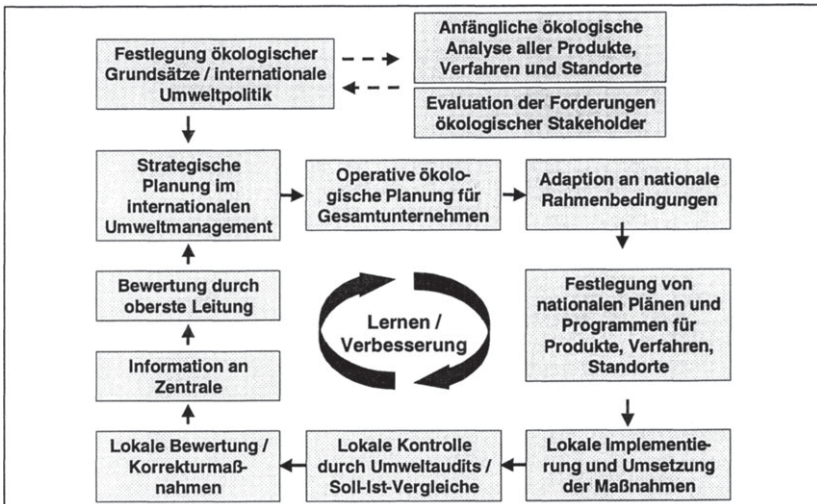 Festlegung ökologischer
Grundsätze / internationale
Umweltpolitik
Anfängliche ökologische
Analyse aller Produkte,
Verfahren und Standorte
Evaluation der Forderungen
ökologischer Stakeholder
Strategische
Planung im
internationalen
Umweltmanagement
Operative ökolo-
gische Planung für
Gesamtunternehmen
Adaption an nationale
Rahmenbedingungen
Bewertung durch
oberste Leitung
Lernen /
Verbesserung
Festlegung von
nationalen Plänen und
Programmen für
Produkte, Verfahren,
Standorte
Information an
Zentrale
Lokale Bewertung /
Korrekturmaß-
nahmen
Lokale Kontrolle
durch Umweltaudits /
Soll-Ist-Vergleiche
Lokale Implementie-
rung und Umsetzung
der Maßnahmen